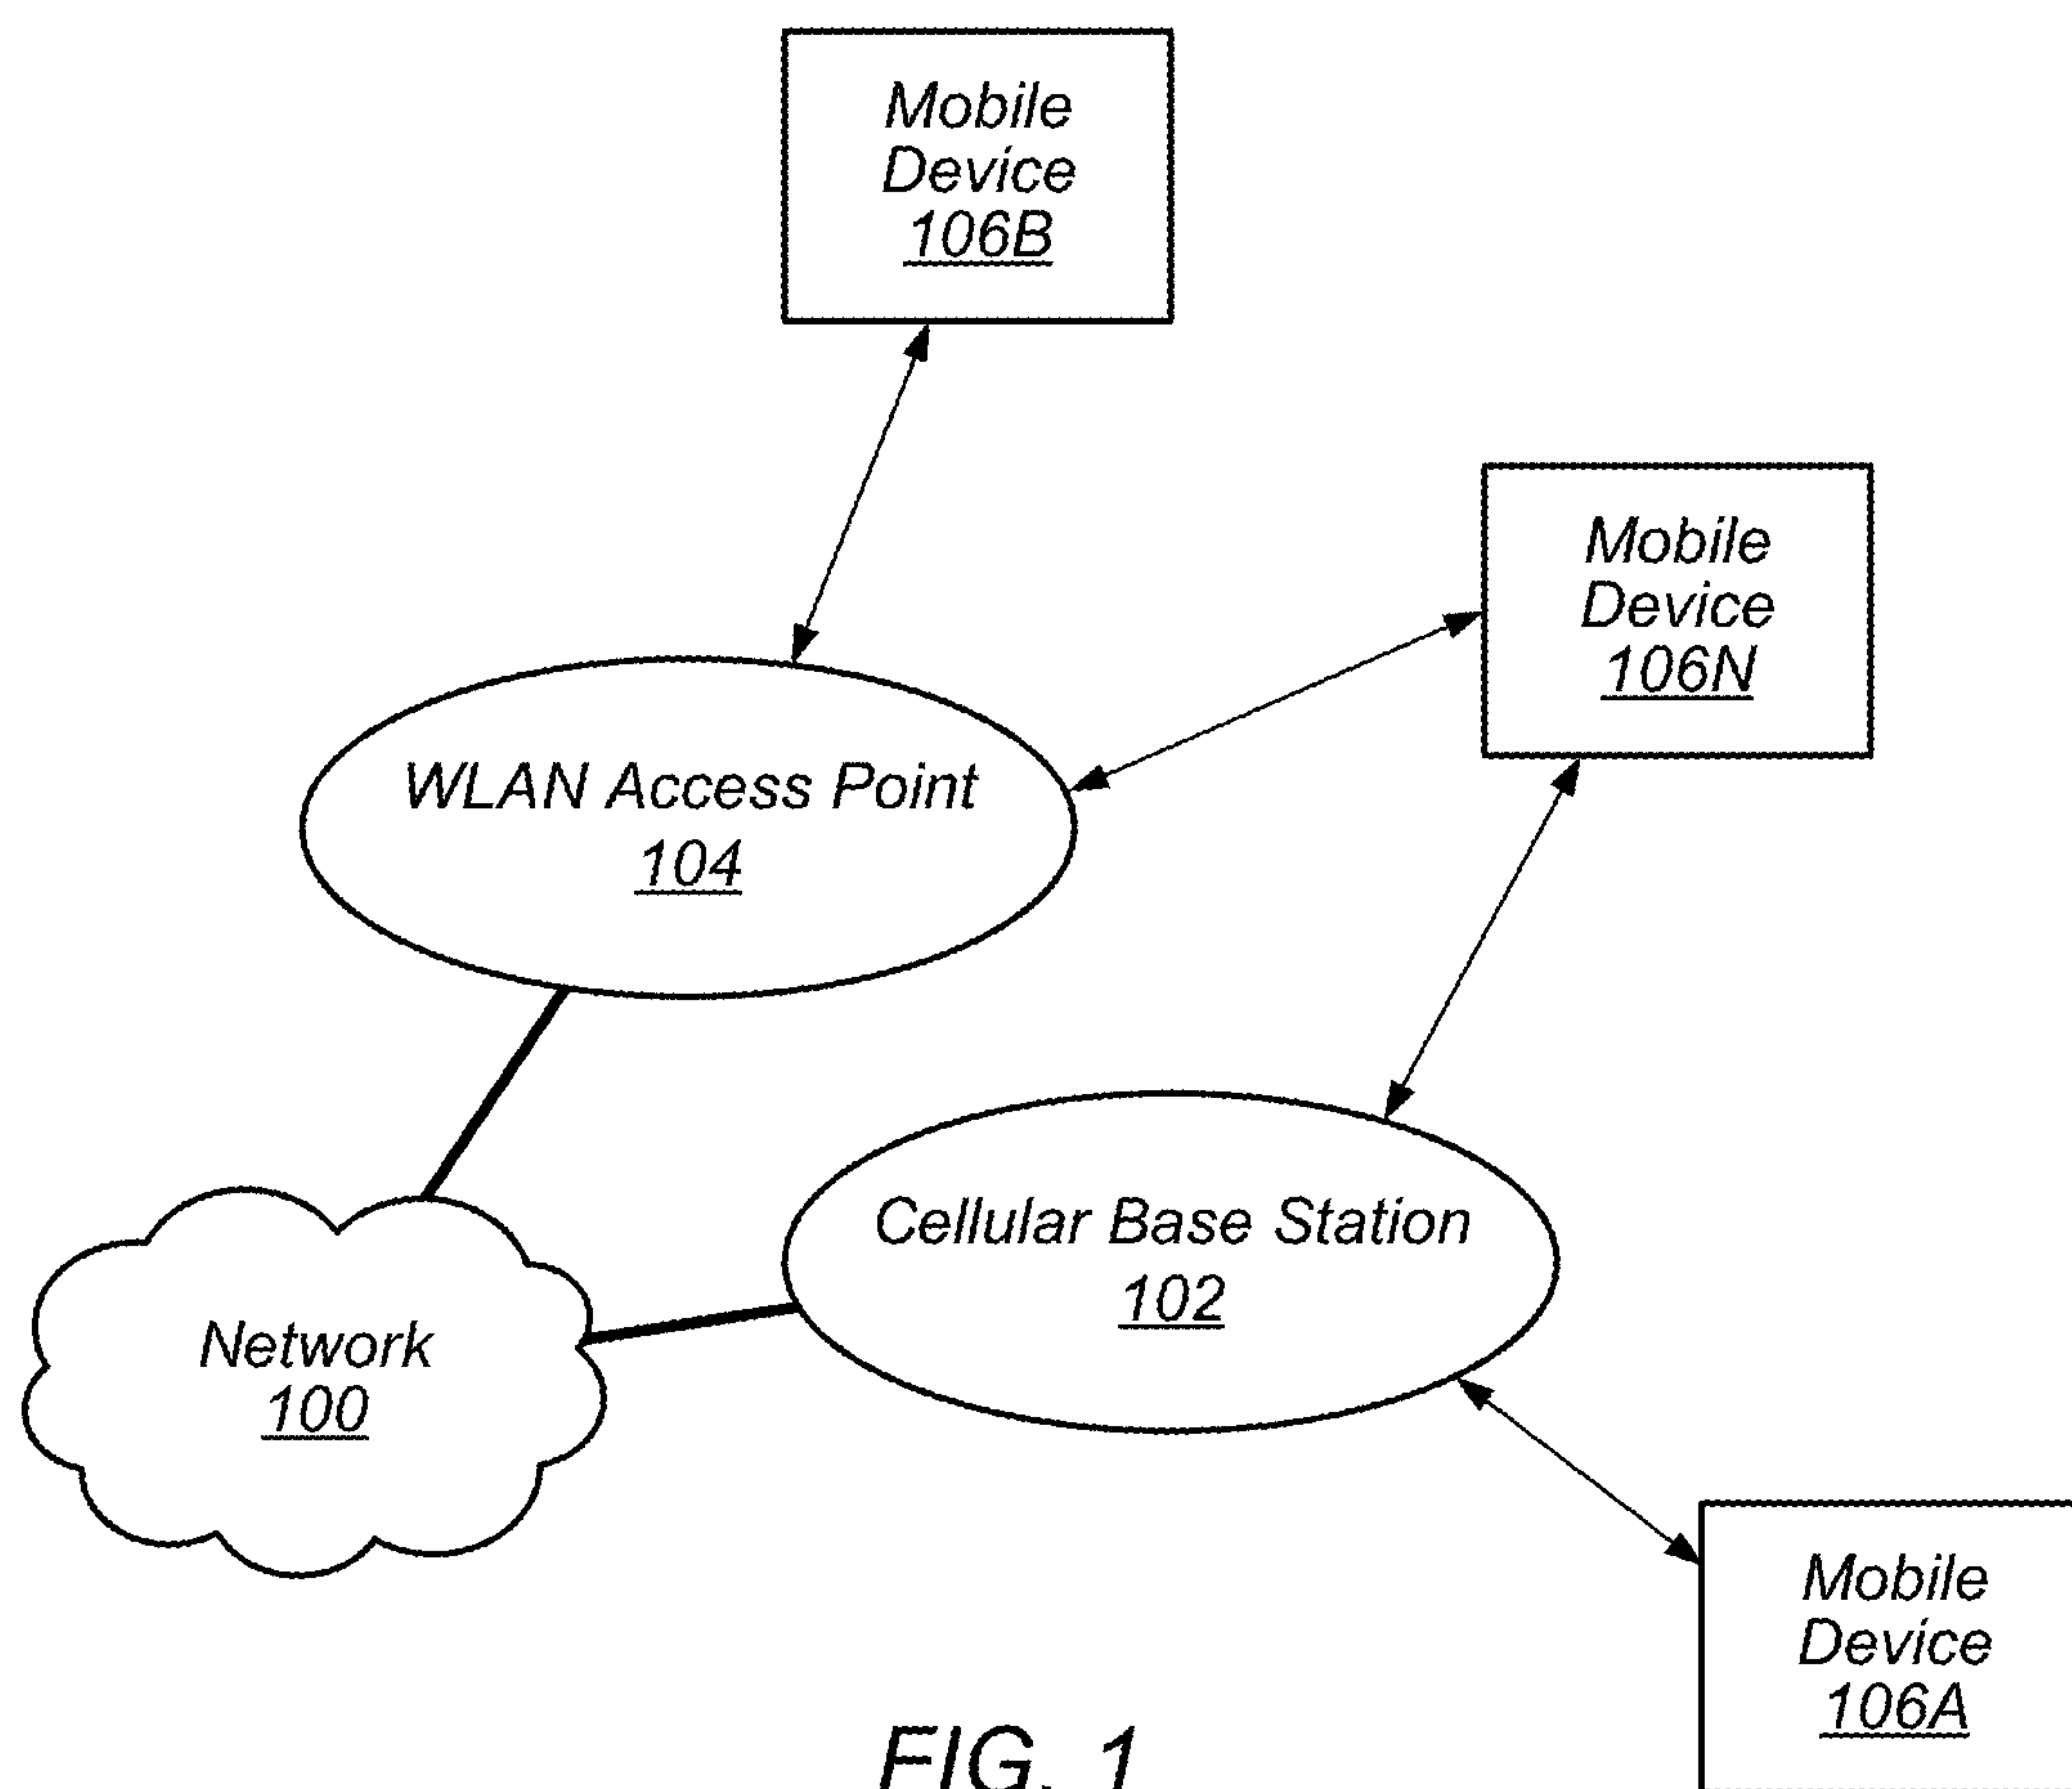 Mobile
Device
106B
Mobile
Device
106N
WLAN Access Point
104
Cellular Base Station
102
Network
100
Mobile
Device
106A
FIG. 1